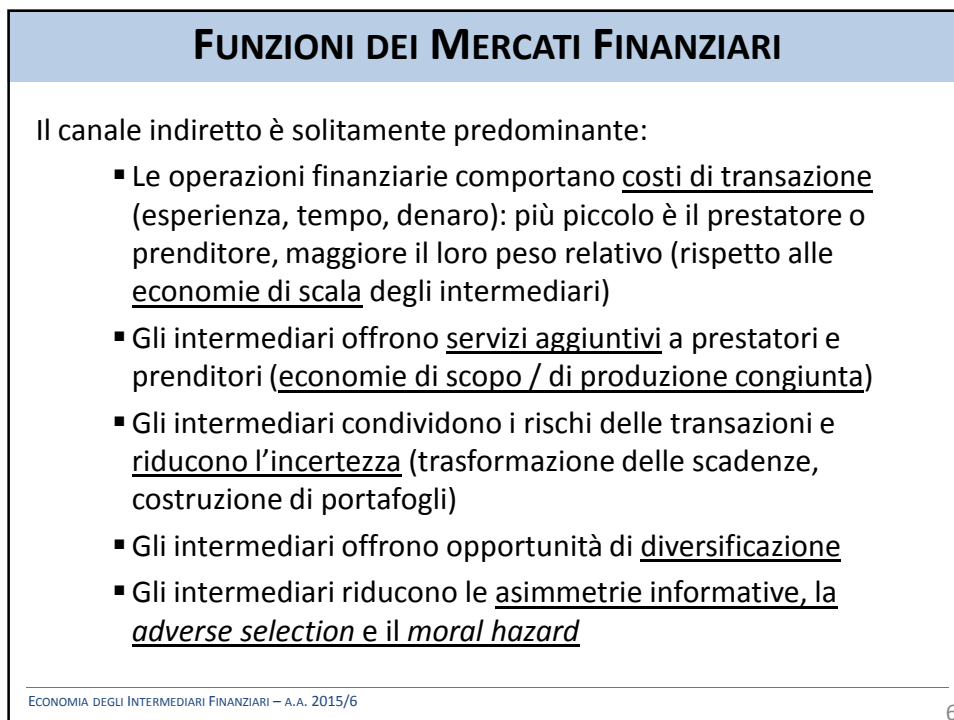 FUNZIONI DEI MERCATI FINANZIARI
Il canale indiretto è solitamente predominante:
▪ Le operazioni finanziarie comportano costi di transazione
(esperienza, tempo, denaro): più piccolo è il prestatore o
prenditore, maggiore il loro peso relativo (rispetto alle
economie di scala degli intermediari)
▪ Gli intermediari offrono servizi aggiuntivi a prestatori e
prenditori (economie di scopo / di produzione congiunta)
▪ Gli intermediari condividono i rischi delle transazioni e
riducono l’incertezza (trasformazione delle scadenze,
costruzione di portafogli)
▪ Gli intermediari offrono opportunità di diversificazione
▪ Gli intermediari riducono le asimmetrie informative, la
adverse selection e il moral hazard
ECONOMIA DEGLI INTERMEDIARI FINANZIARI – A.A. 2015/6
6